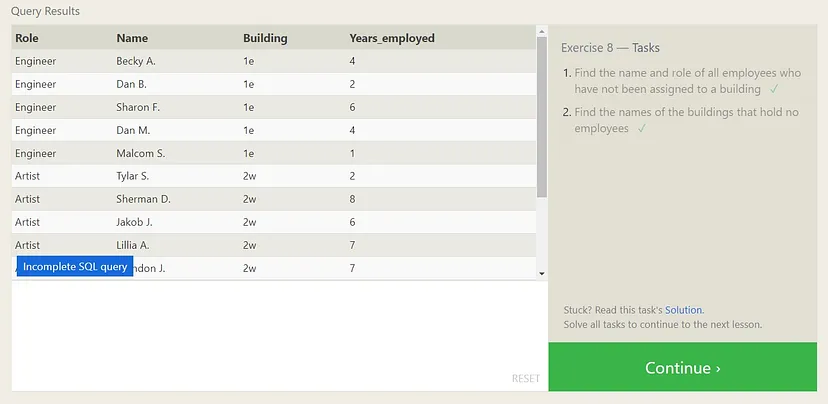 Query Results
Role Name Building Years_employed
Engineer Becky A. 1e 4
Engineer Dan B. 1e 2
Engineer Sharon F. 1e 6
Engineer Dan M. 1e 4
Engineer Malcom S. 1e 1
Artist Tylar S. 2w 2
Artist Sherman D. 2w 8
Artist Jakob J. 2w 6
Artist Lillia A. 2w 7
ndon J. 2w 7
Incomplete SQL query
RESET
Exercise 8 — Tasks
1. Find the name and role of all employees who
have not been assigned to a building ✓
2. Find the names of the buildings that hold no
employees ✓
Stuck? Read this task's Solution.
Solve all tasks to continue to the next lesson.
Continue ›